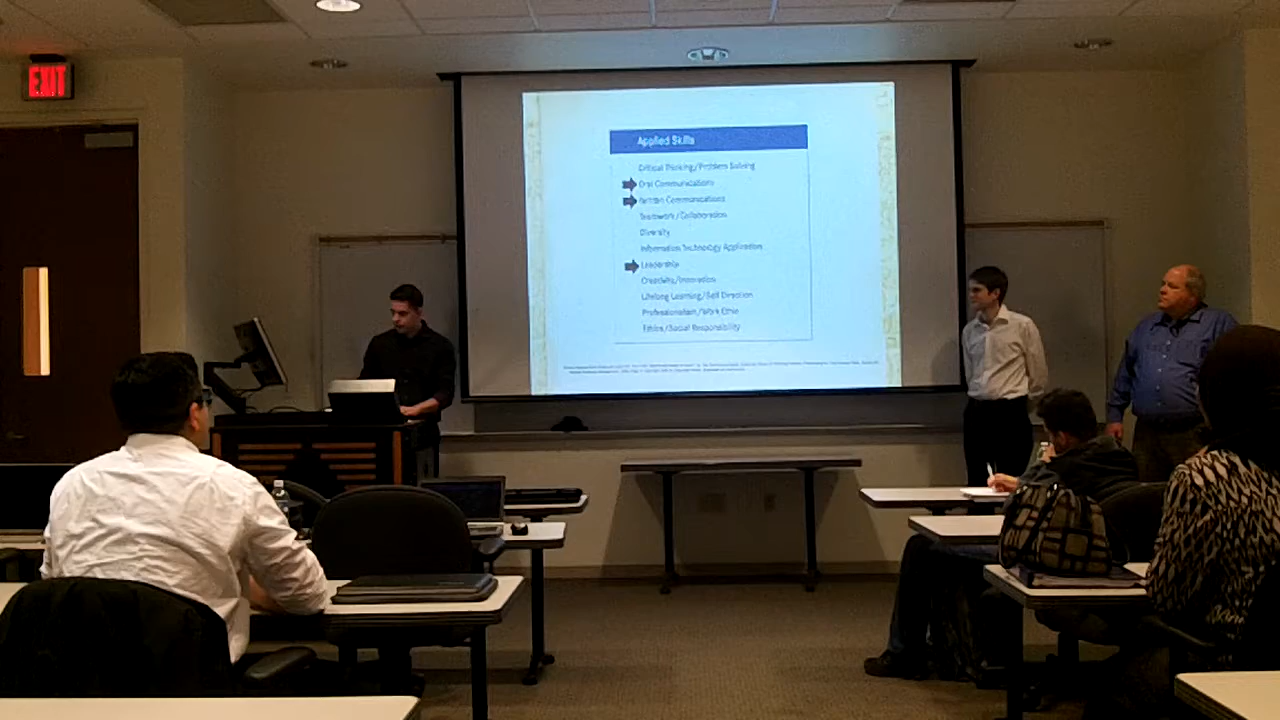 EXIT
Applied Skills
Critical Thinking/Problem Solving
Oral Communications
Written Communications
Teamwork/Collaboration
Diversity
Information Technology Application
Leadership
Creativity/Innovation
Lifelong Learning/Self Direction
Professionalism/Work Ethic
Ethics/Social Responsibility